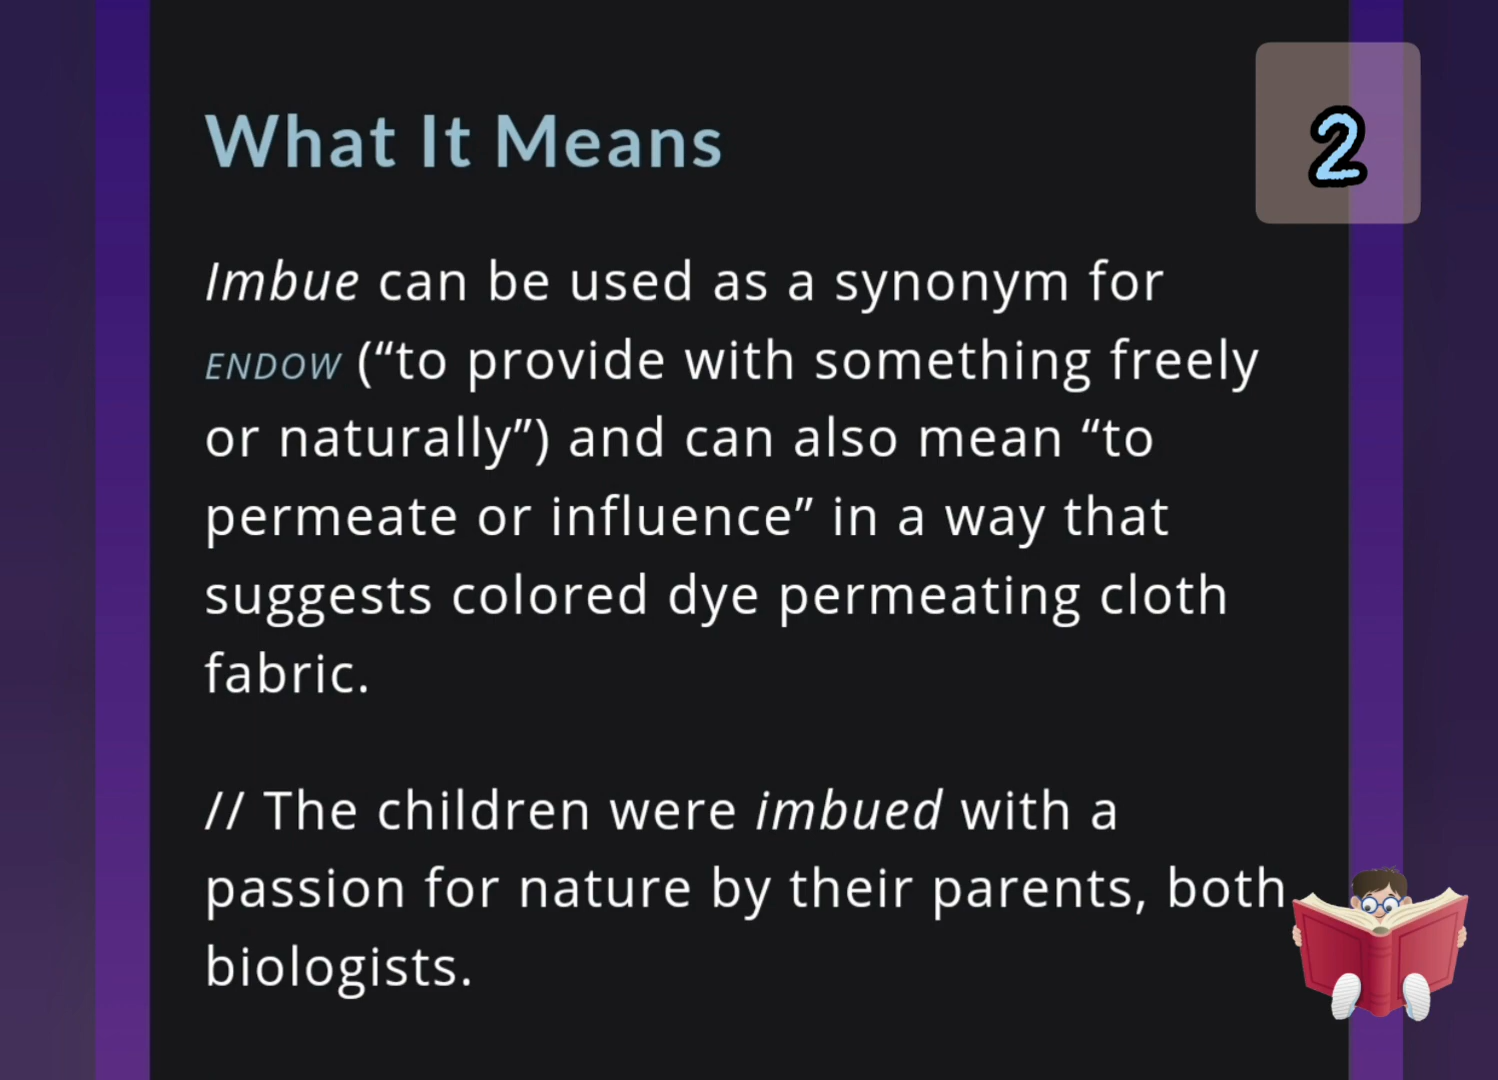 What It Means
2
Imbue can be used as a synonym for
ENDOW (“to provide with something freely
or naturally”) and can also mean “to
permeate or influence” in a way that
suggests colored dye permeating cloth
fabric.
// The children were imbued with a
passion for nature by their parents, both
biologists.